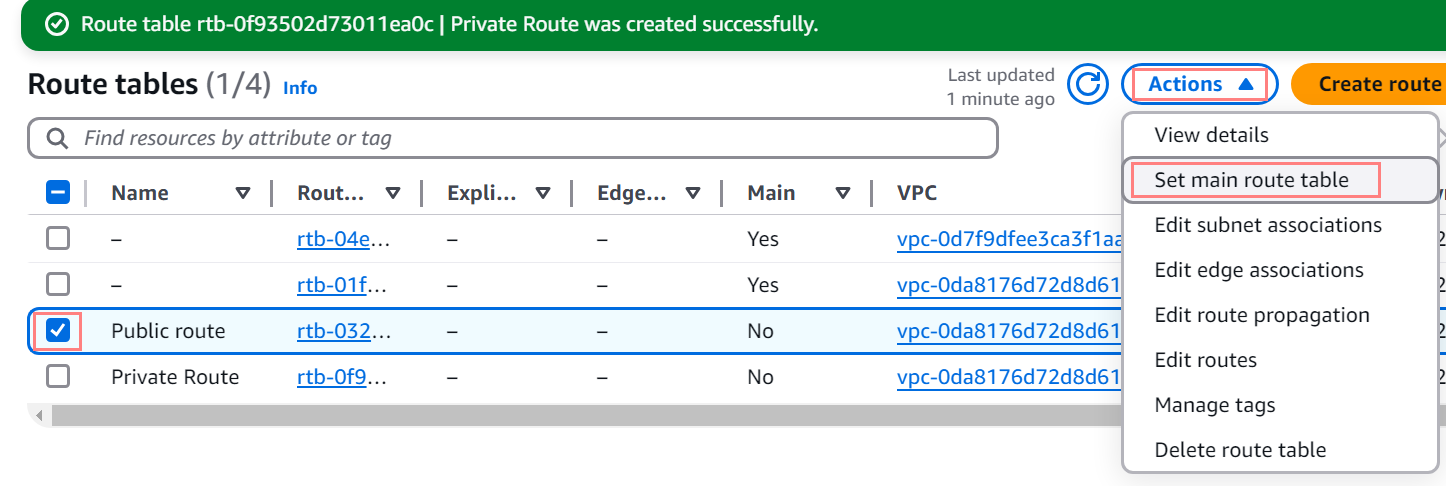 Route table rtb-0f93502d73011ea0c | Private Route was created successfully.
Route tables (1/4) Info
Last updated
1 minute ago
Actions
Create route
Find resources by attribute or tag
View details
Set main route table
Edit subnet associations
Edit edge associations
Edit route propagation
Edit routes
Manage tags
Delete route table
Name Rout... Expli... Edge... Main VPC
– rtb-04e... – – Yes vpc-0d7f9dfee3ca3f1aa
– rtb-01f... – – Yes vpc-0da8176d72d8d61
Public route rtb-032... – – No vpc-0da8176d72d8d61
Private Route rtb-0f9... – – No vpc-0da8176d72d8d61